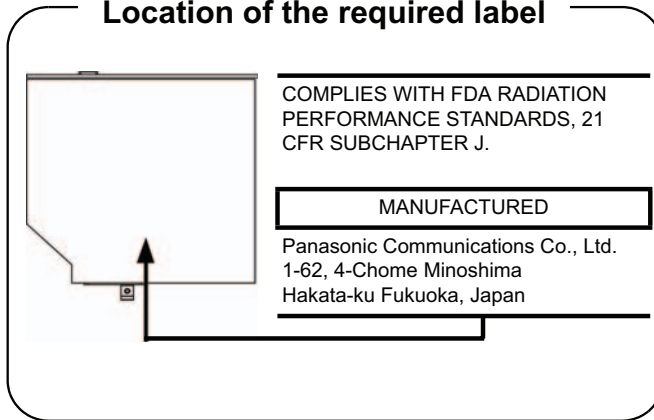 Location of the required label
COMPLIES WITH FDA RADIATION
PERFORMANCE STANDARDS, 21
CFR SUBCHAPTER J.
MANUFACTURED
Panasonic Communications Co., Ltd.
1-62, 4-Chome Minoshima
Hakata-ku Fukuoka, Japan